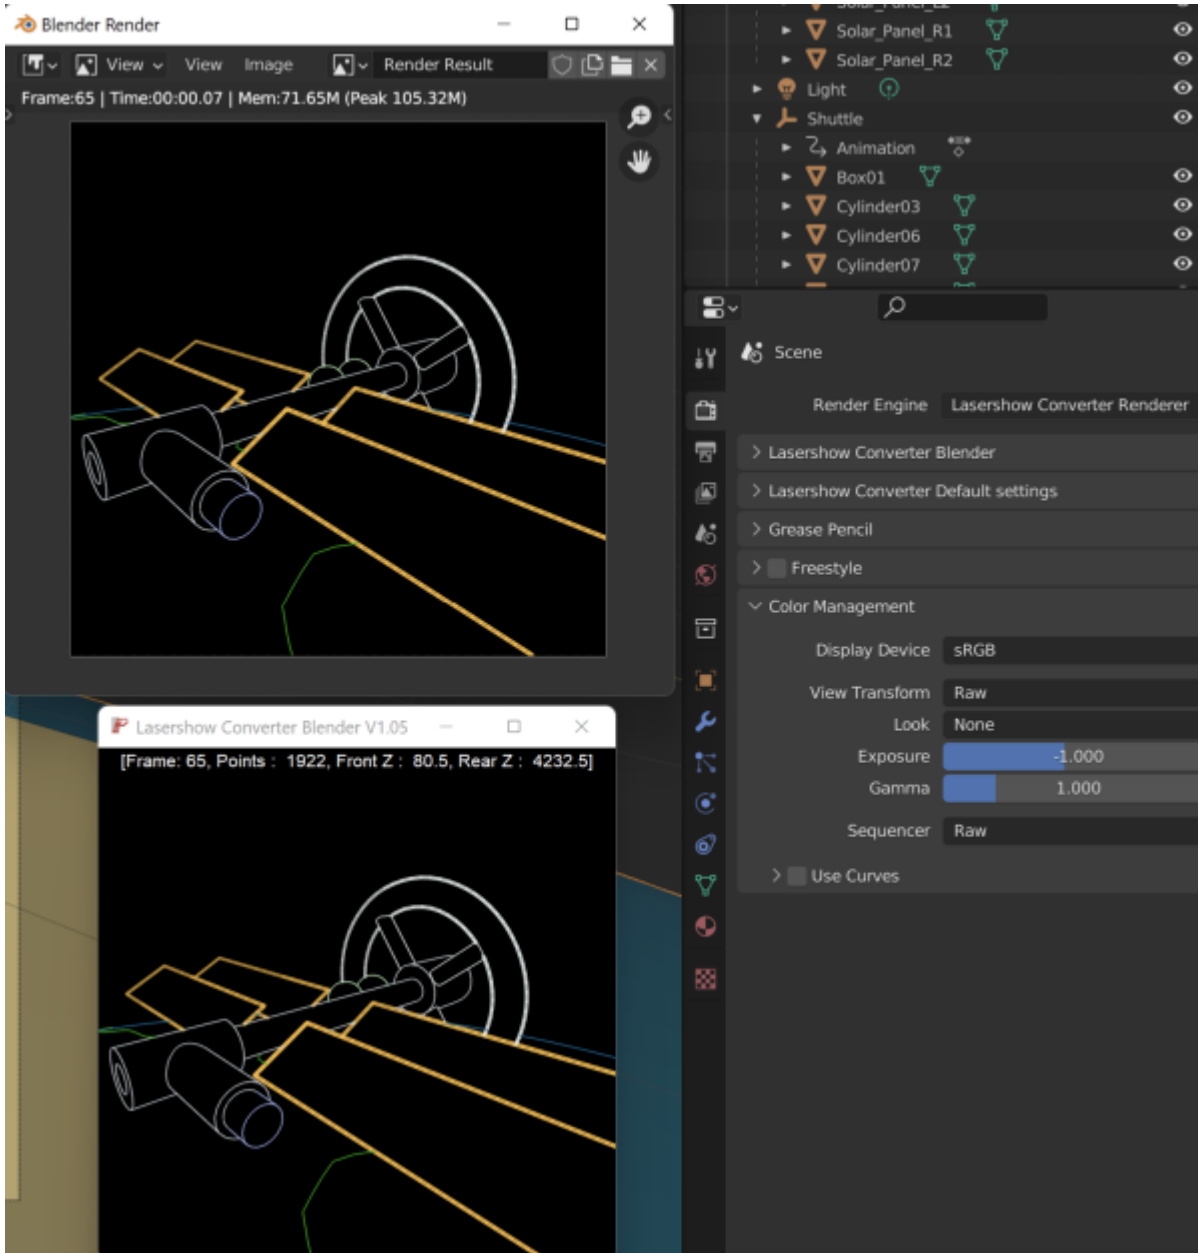 Blender Render
View
View
Image
Render Result
Frame:65 | Time:00:00.07 | Mem:71.65M (Peak 105.32M)
Solar_Panel_L2
Solar_Panel_R1
Solar_Panel_R2
Light
Shuttle
Animation
Box01
Cylinder03
Cylinder06
Cylinder07
Scene
Render Engine Lasershow Converter Renderer
Lasershow Converter Blender
Lasershow Converter Default settings
Grease Pencil
Freestyle
Color Management
Display Device sRGB
View Transform Raw
Look None
Exposure -1.000
Gamma 1.000
Sequencer Raw
Use Curves
Lasershow Converter Blender V1.05
[Frame: 65, Points : 1922, Front Z : 80.5, Rear Z : 4232.5]